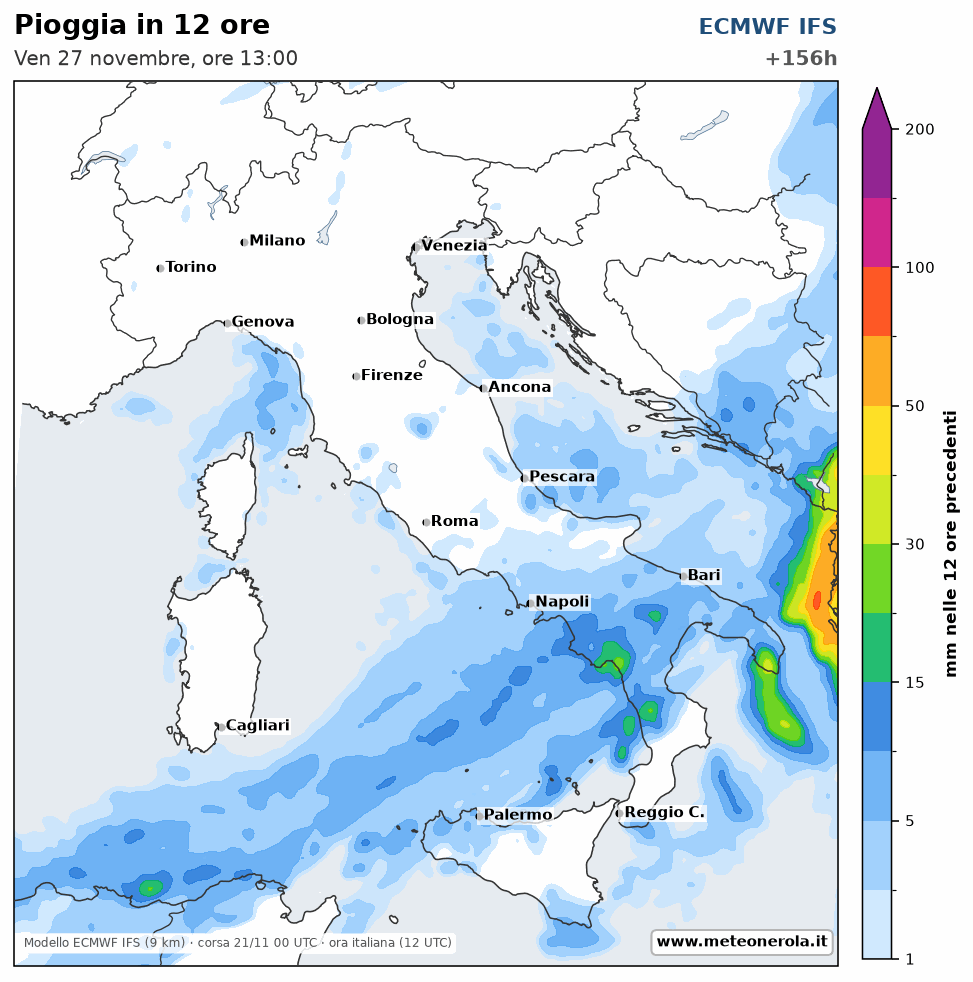 Pioggia in 12 ore
ECMWF IFS
Ven 27 novembre, ore 13:00
+156h
200
100
50
30
15
5
1
mm nelle 12 ore precedenti
Milano
Venezia
Torino
Genova
Bologna
Firenze
Ancona
Pescara
Roma
Bari
Napoli
Cagliari
Palermo
Reggio C.
Modello ECMWF IFS (9 km) · corsa 21/11 00 UTC · ora italiana (12 UTC)
www.meteonerola.it